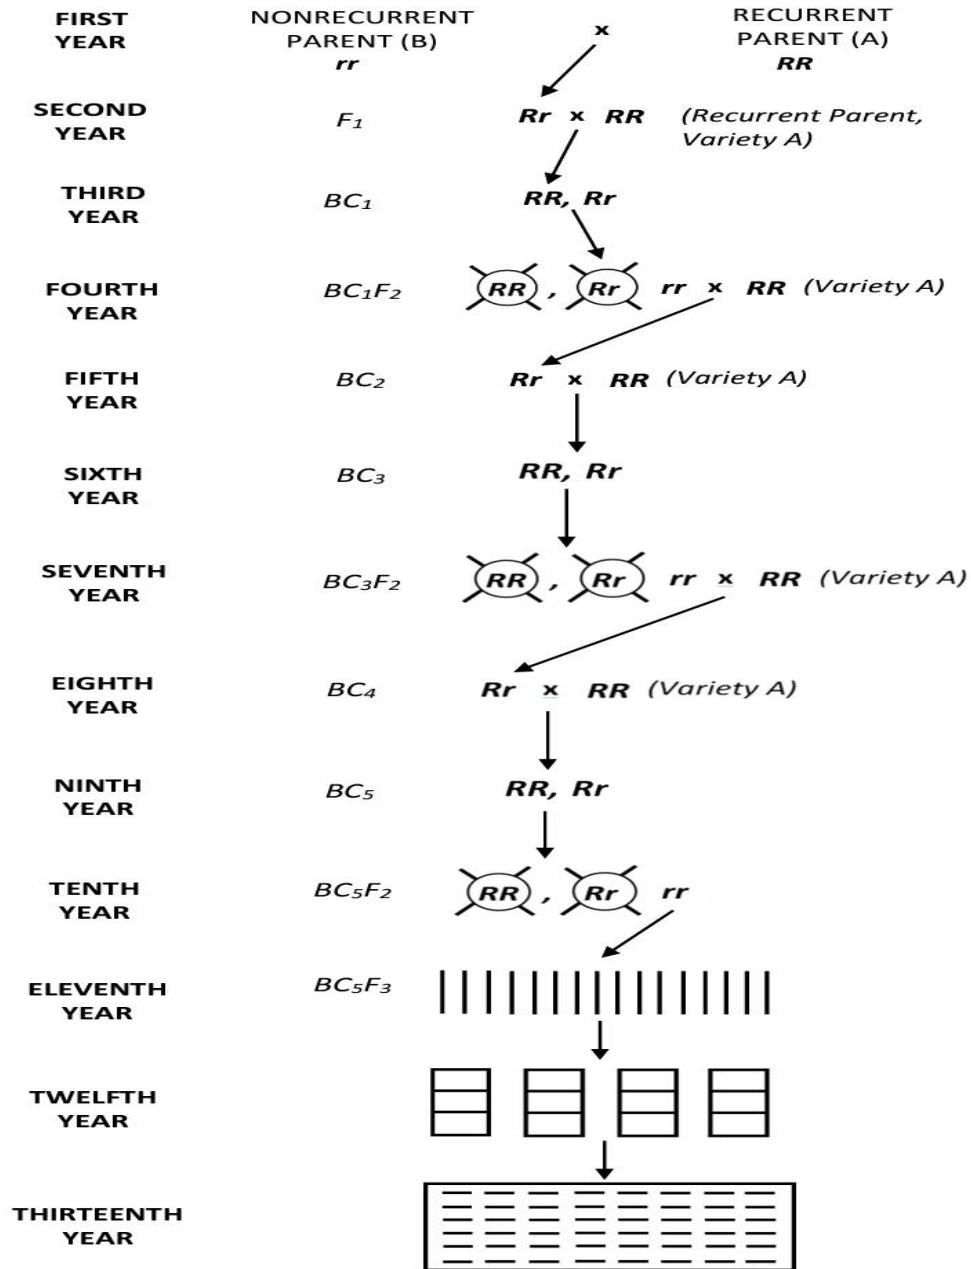 FIRST
YEAR
NONRECURRENT
PARENT (B)
rr
x
RECURRENT
PARENT (A)
RR
SECOND
YEAR
F₁
Rr x RR (Recurrent Parent,
Variety A)
THIRD
YEAR
BC₁
RR, Rr
FOURTH
YEAR
BC₁F₂
RR , Rr rr x RR (Variety A)
FIFTH
YEAR
BC₂
Rr x RR (Variety A)
SIXTH
YEAR
BC₃
RR, Rr
SEVENTH
YEAR
BC₃F₂
RR , Rr rr x RR (Variety A)
EIGHTH
YEAR
BC₄
Rr x RR (Variety A)
NINTH
YEAR
BC₅
RR, Rr
TENTH
YEAR
BC₅F₂
RR , Rr rr
ELEVENTH
YEAR
BC₅F₃
TWELFTH
YEAR
THIRTEENTH
YEAR